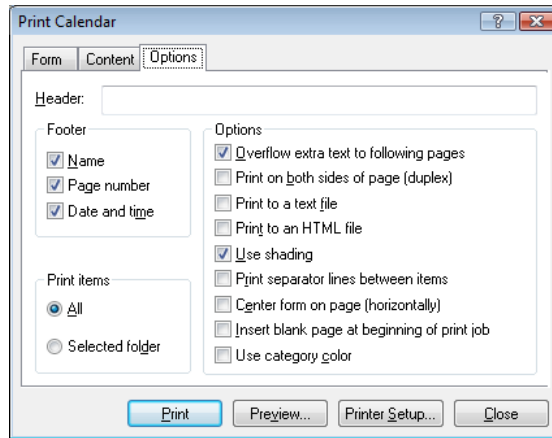 Print Calendar
Form Content Options
Header:
Footer
Name
Page number
Date and time
Print items
All
Selected folder
Options
Overflow extra text to following pages
Print on both sides of page (duplex)
Print to a text file
Print to an HTML file
Use shading
Print separator lines between items
Center form on page (horizontally)
Insert blank page at beginning of print job
Use category color
Print Preview... Printer Setup... Close